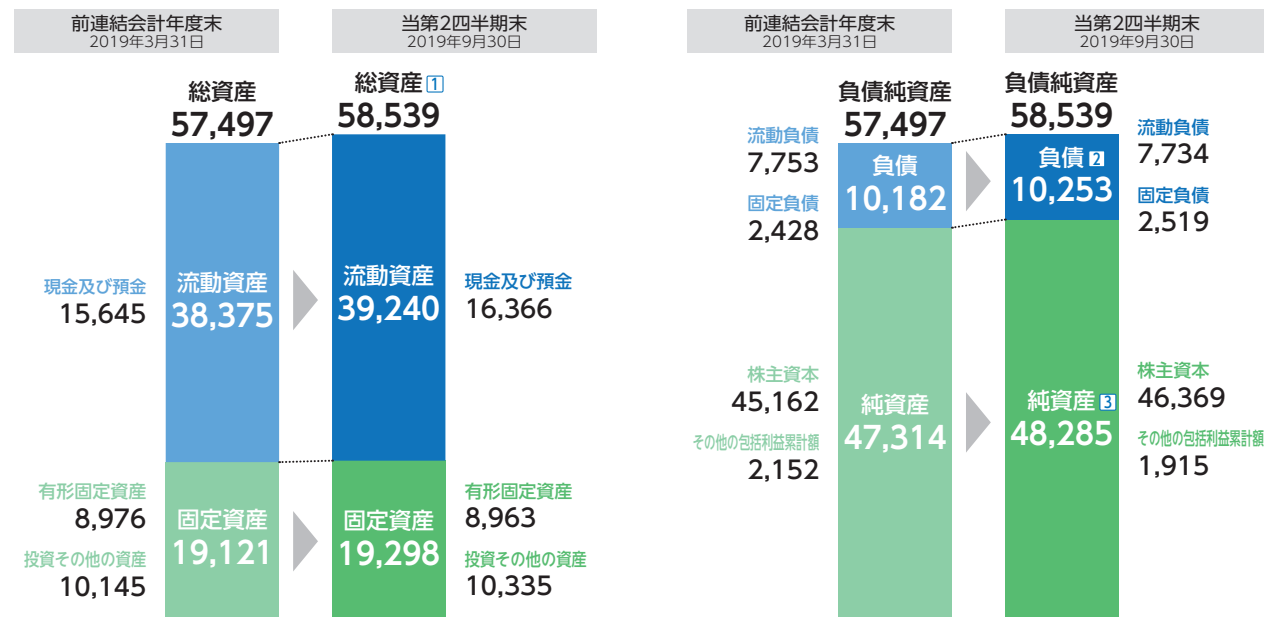 前連結会計年度末
2019年3月31日
当第2四半期末
2019年9月30日
総資産
57,497
総資産 1
58,539
現金及び預金
15,645
流動資産
38,375
流動資産
39,240
現金及び預金
16,366
有形固定資産
8,976
投資その他の資産
10,145
固定資産
19,121
固定資産
19,298
有形固定資産
8,963
投資その他の資産
10,335
前連結会計年度末
2019年3月31日
当第2四半期末
2019年9月30日
負債純資産
57,497
負債純資産
58,539
流動負債
7,753
固定負債
2,428
負債
10,182
負債 2
10,253
流動負債
7,734
固定負債
2,519
株主資本
45,162
その他の包括利益累計額
2,152
純資産
47,314
純資産 3
48,285
株主資本
46,369
その他の包括利益累計額
1,915